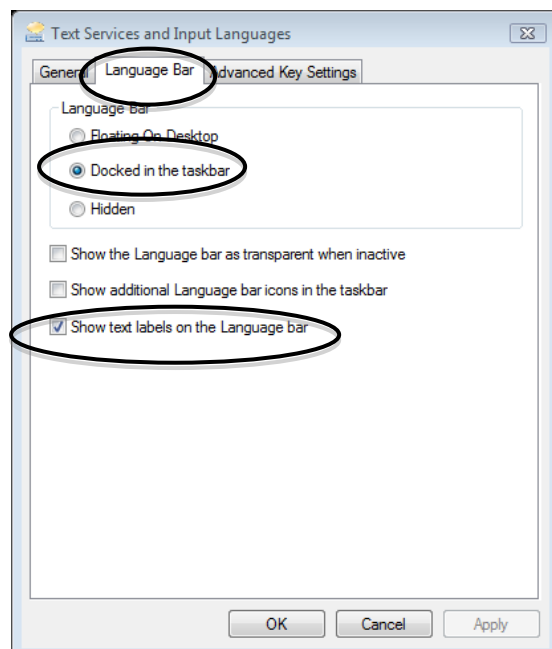 Text Services and Input Languages
General Language Bar Advanced Key Settings
Language Bar
Floating On Desktop
Docked in the taskbar
Hidden
Show the Language bar as transparent when inactive
Show additional Language bar icons in the taskbar
Show text labels on the Language bar
OK Cancel Apply